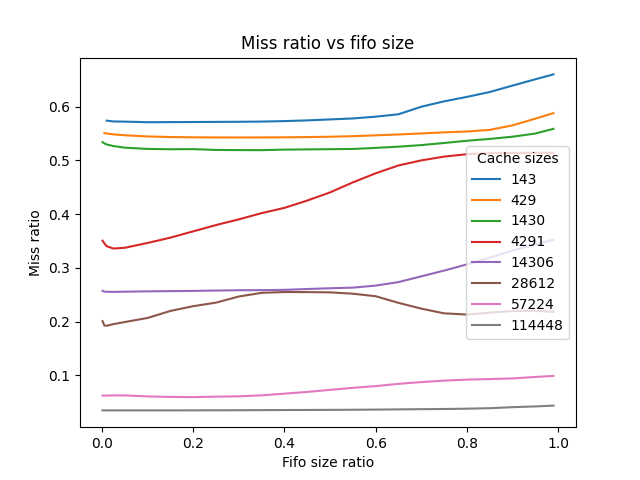 Miss ratio vs fifo size
Miss ratio
0.6
0.5
0.4
0.3
0.2
0.1
Cache sizes
143
429
1430
4291
14306
28612
57224
114448
0.0 0.2 0.4 0.6 0.8 1.0
Fifo size ratio